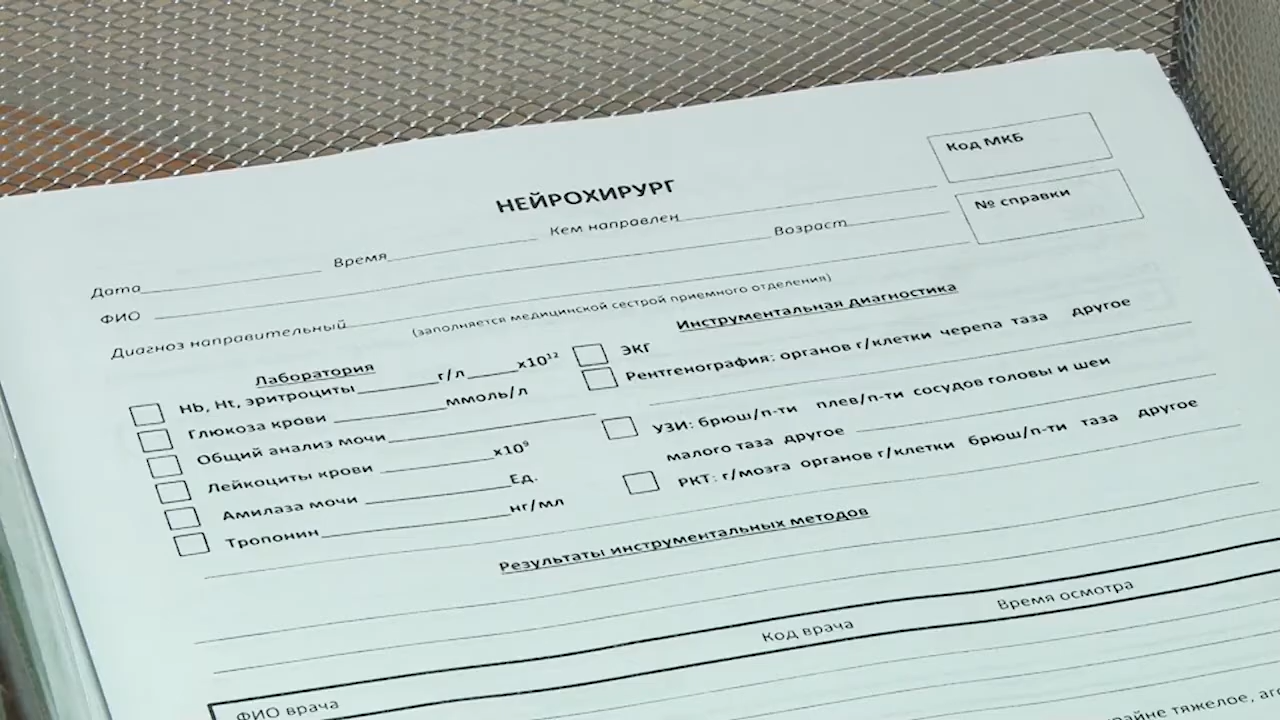 Код МКБ
НЕЙРОХИРУРГ
№ справки
Дата Время Кем направлен
ФИО Возраст
Диагноз направительный
(заполняется медицинской сестрой приемного отделения)
Лаборатория
Hb, Ht, эритроциты г/л х10¹²
Глюкоза крови ммоль/л
Общий анализ мочи
Лейкоциты крови х10⁹
Амилаза мочи Ед.
Тропонин нг/мл
Инструментальная диагностика
ЭКГ
Рентгенография: органов г/клетки черепа таза другое
УЗИ: брюш/п-ти плев/п-ти сосудов головы и шеи
малого таза другое
РКТ: г/мозга органов г/клетки брюш/п-ти таза другое
Результаты инструментальных методов
ФИО врача Код врача Время осмотра
тяжелое,